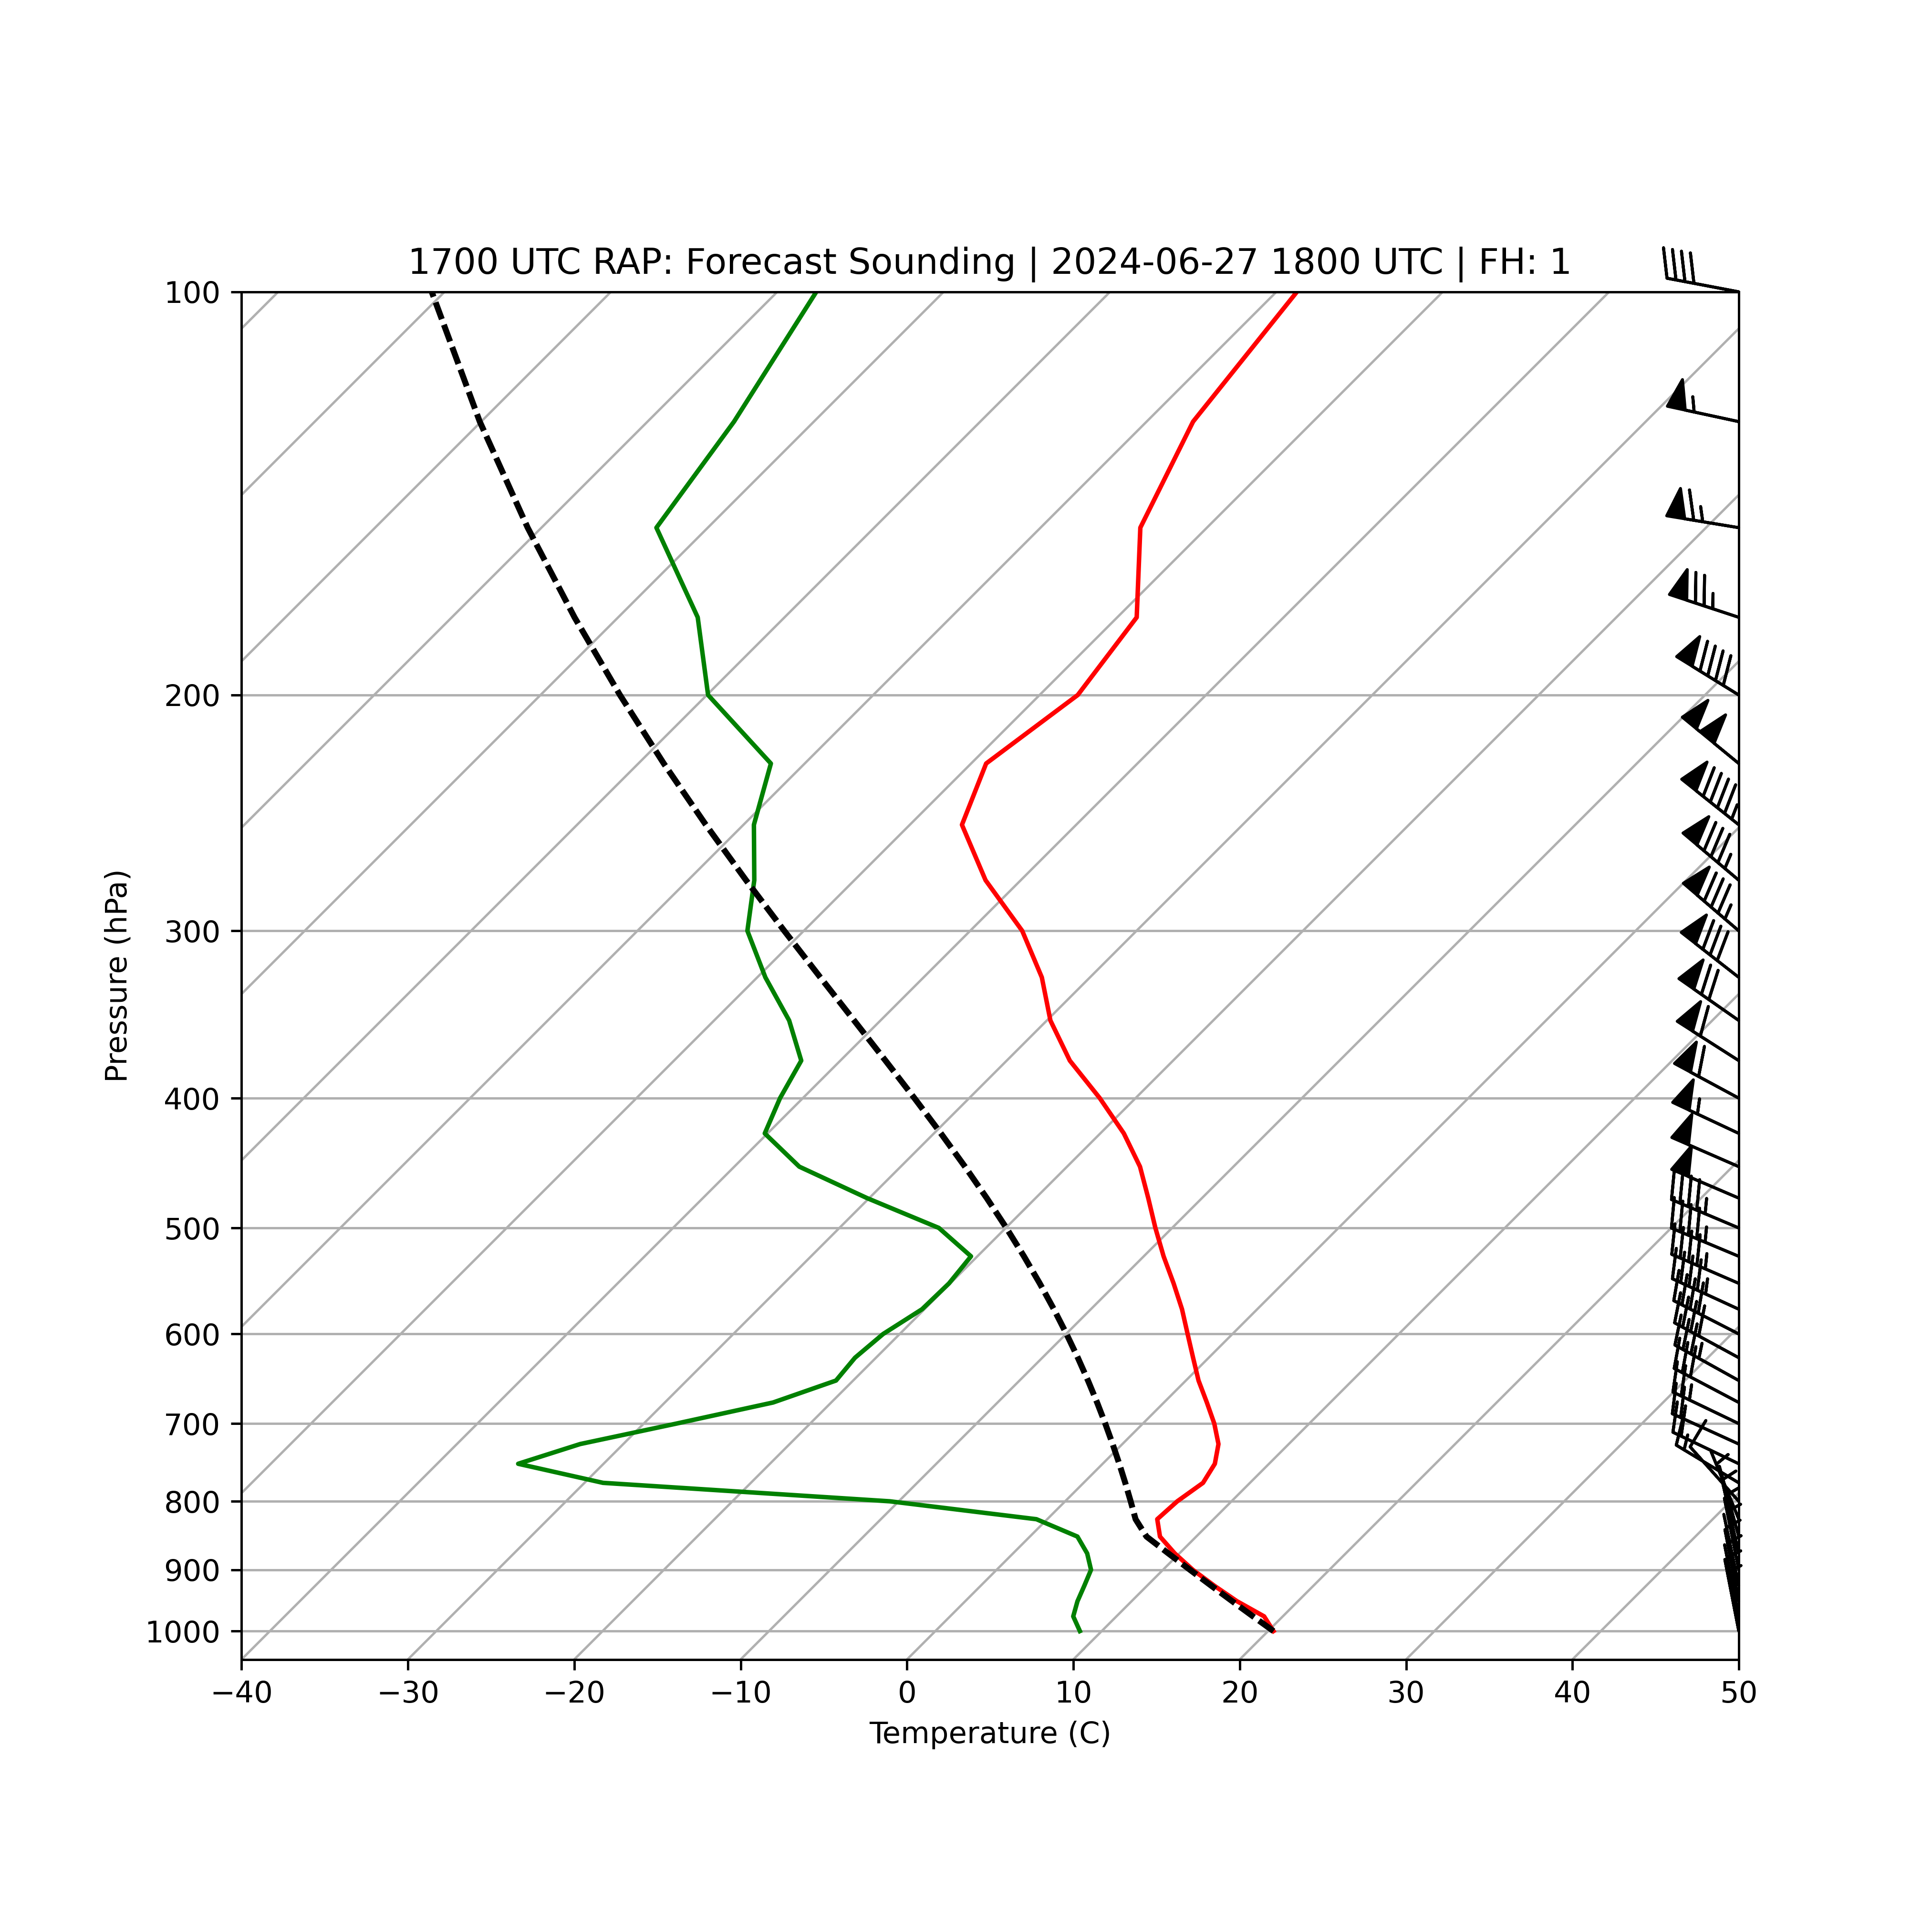 1700 UTC RAP: Forecast Sounding | 2024-06-27 1800 UTC | FH: 1
100
200
300
400
500
600
700
800
900
1000
Pressure (hPa)
−40 −30 −20 −10 0 10 20 30 40 50
Temperature (C)